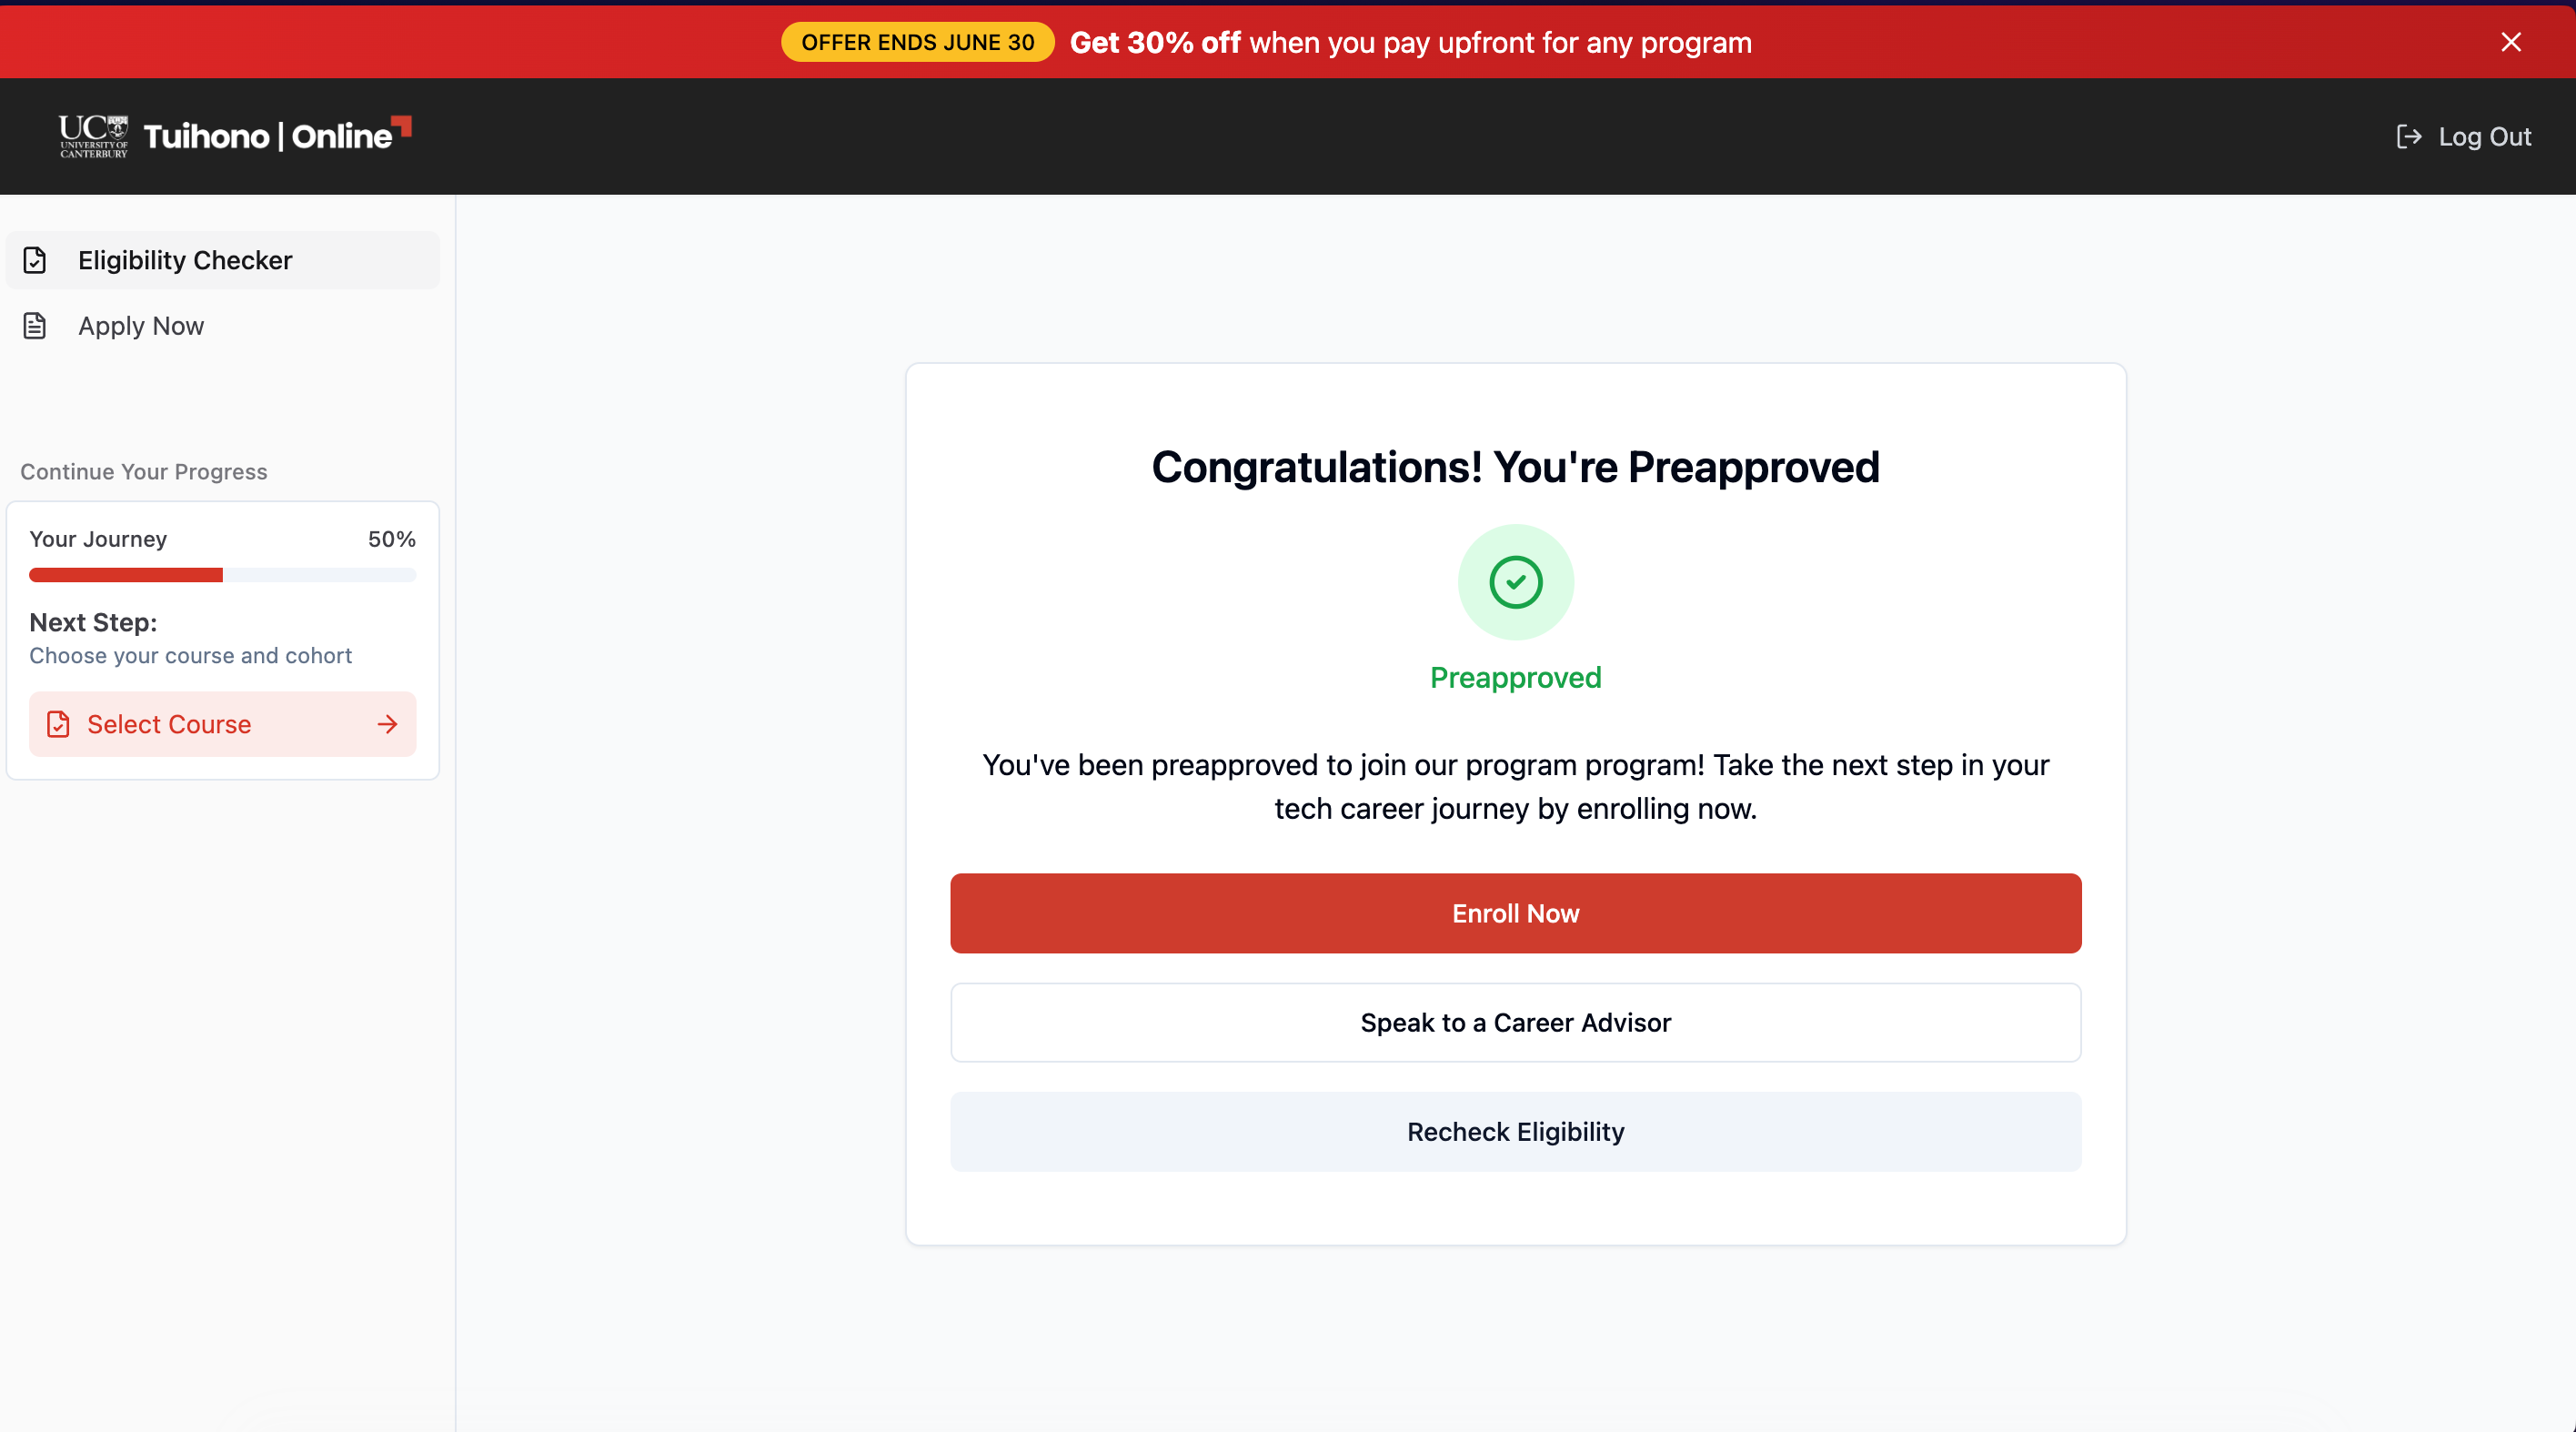 OFFER ENDS JUNE 30 Get 30% off when you pay upfront for any program
UC
UNIVERSITY OF
CANTERBURY
Tuihono | Online
Log Out
Eligibility Checker
Apply Now
Continue Your Progress
Your Journey 50%
Next Step:
Choose your course and cohort
Select Course
Congratulations! You're Preapproved
Preapproved
You've been preapproved to join our program program! Take the next step in your
tech career journey by enrolling now.
Enroll Now
Speak to a Career Advisor
Recheck Eligibility